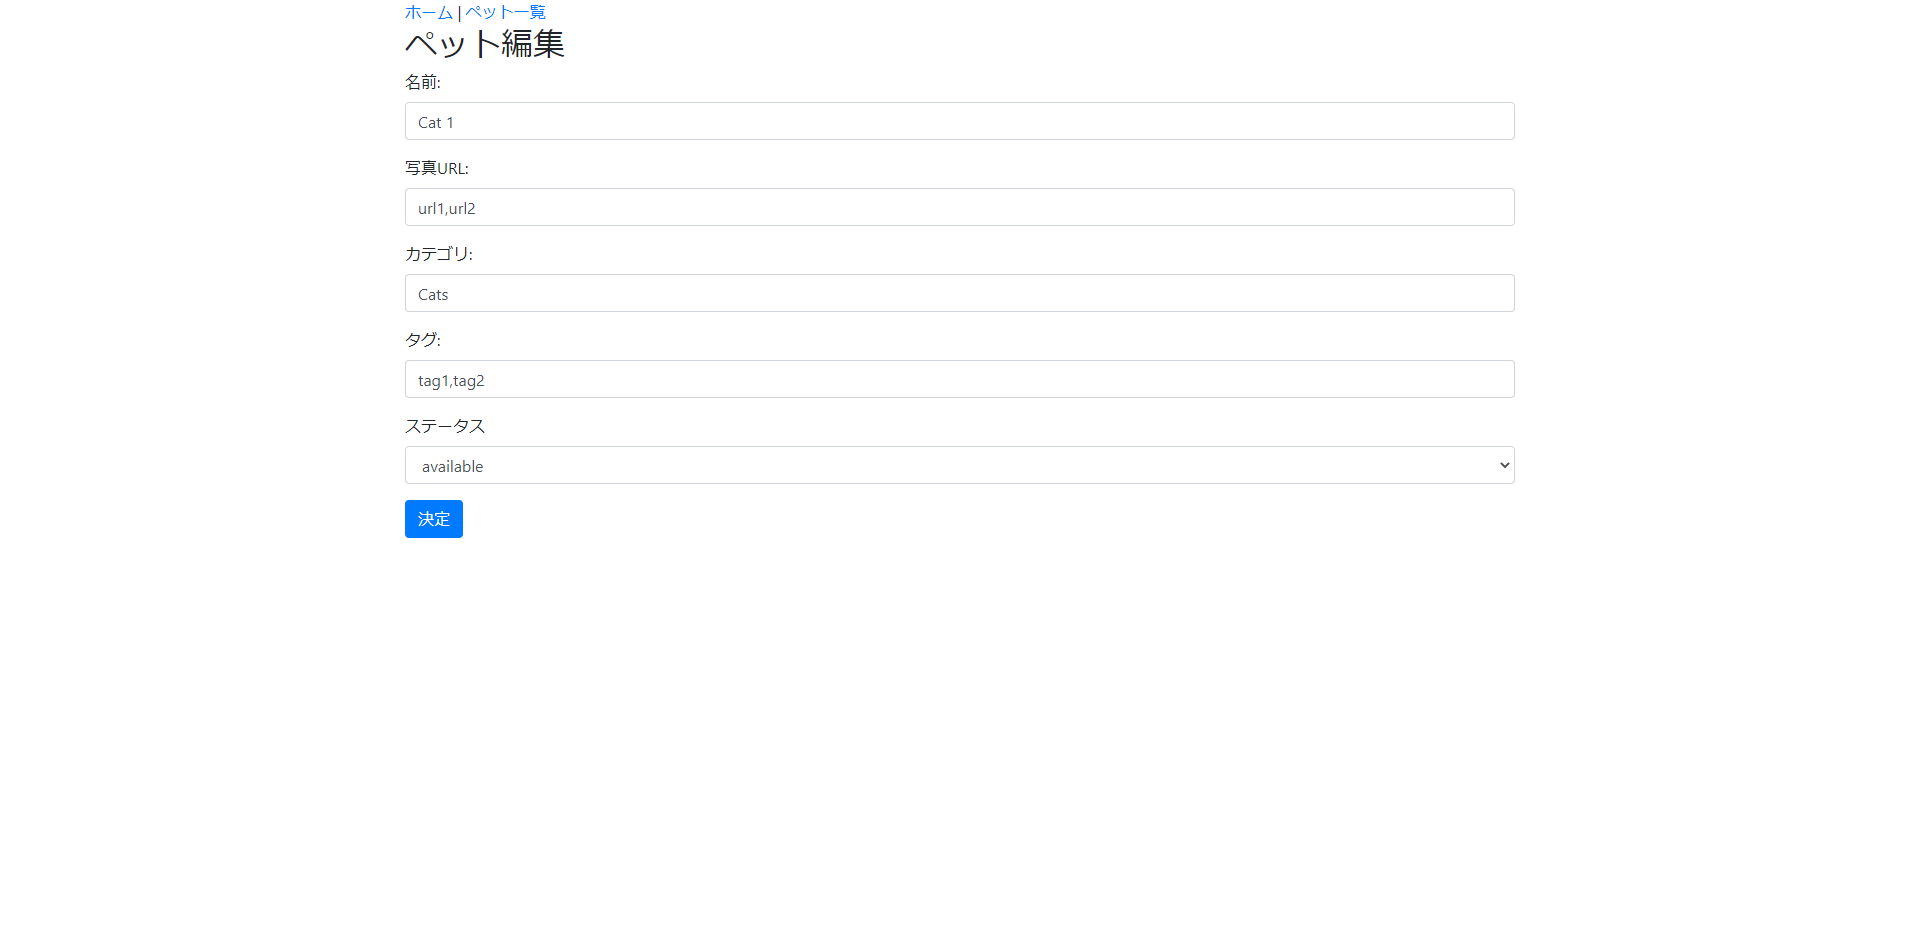 ホーム | ペット一覧
ペット編集
名前:
Cat 1
写真URL:
url1,url2
カテゴリ:
Cats
タグ:
tag1,tag2
ステータス
available
決定